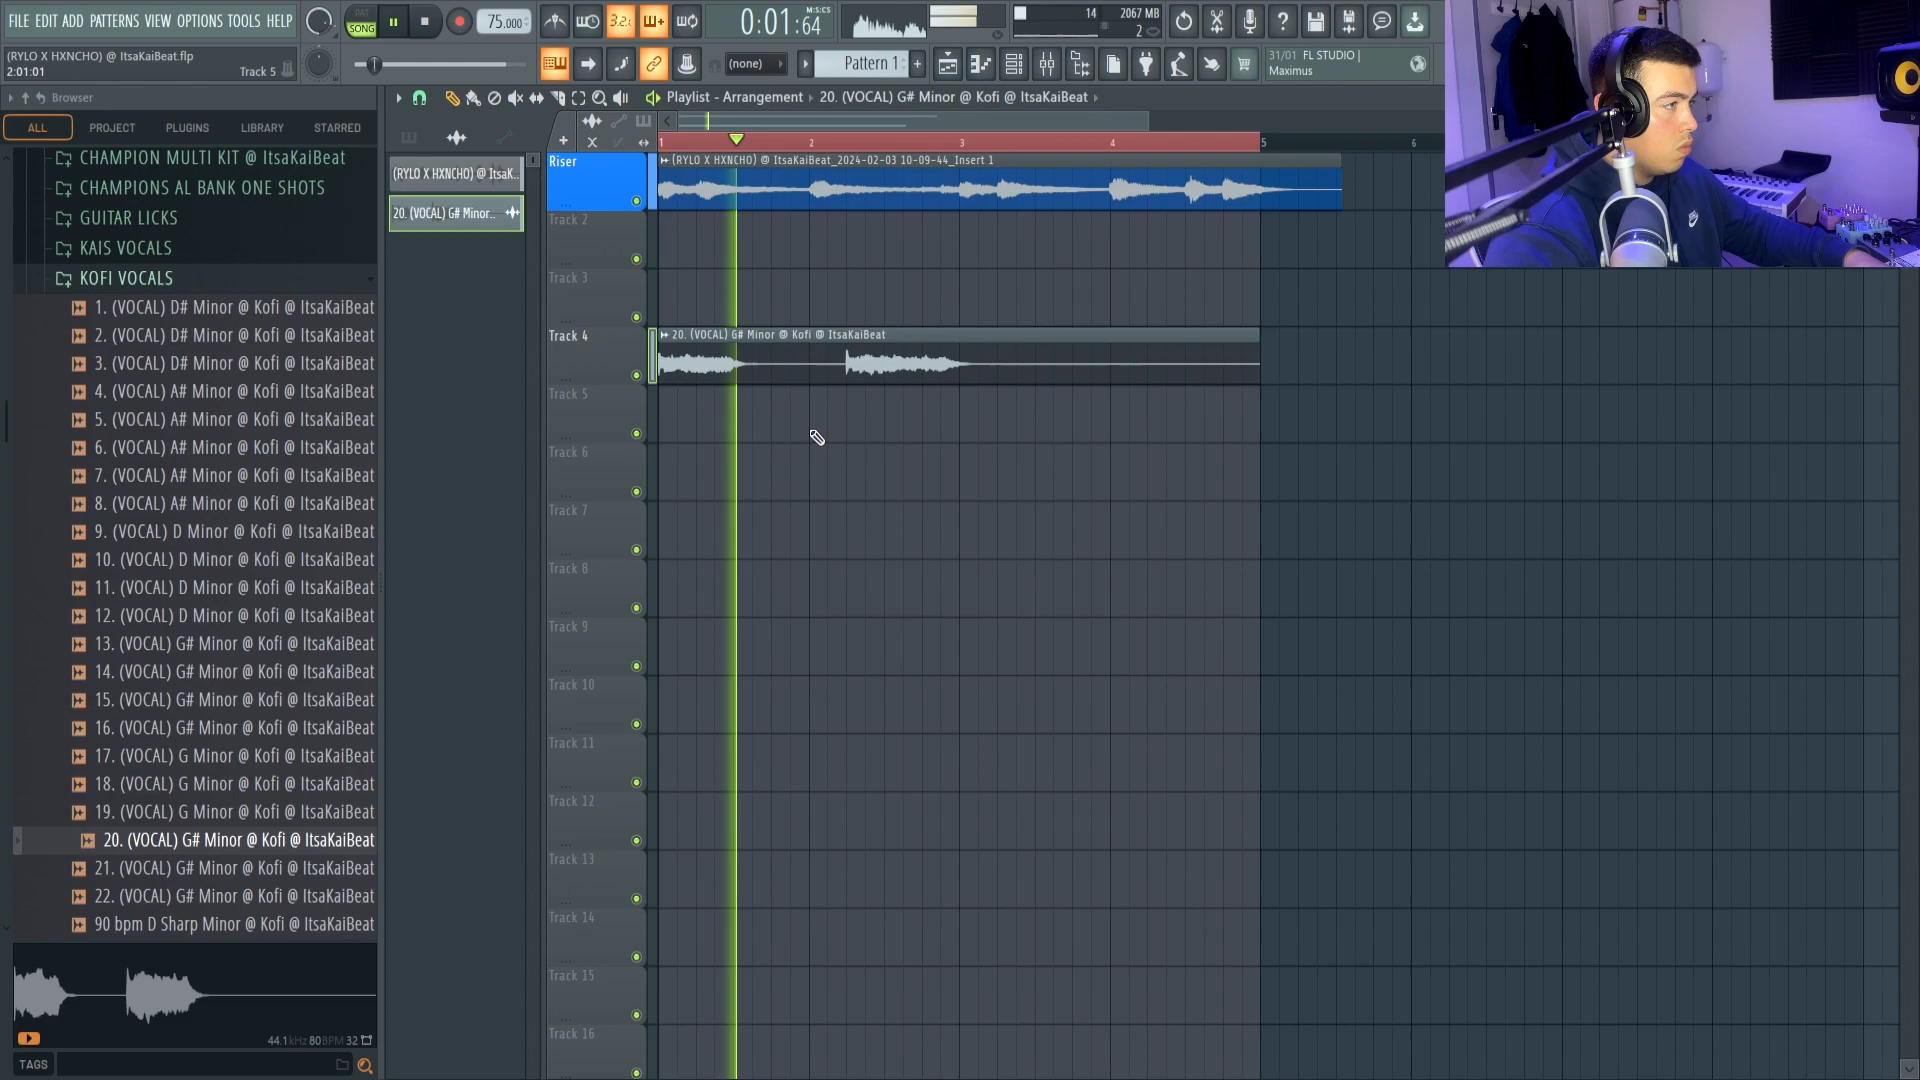 FILE EDIT ADD PATTERNS VIEW OPTIONS TOOLS HELP
PAT
SONG
75.000
3.2.
0:01:64
M:S:CS
14
2067 MB
2
(RYLO X HXNCHO) @ ItsaKaiBeat.flp
2:01:01
Track 5
(none)
Pattern 1
31/01 FL STUDIO |
Maximus
Browser
Playlist - Arrangement
20. (VOCAL) G# Minor @ Kofi @ ItsaKaiBeat
ALL
PROJECT
PLUGINS
LIBRARY
STARRED
1
2
3
4
5
6
CHAMPION MULTI KIT @ ItsaKaiBeat
CHAMPIONS AL BANK ONE SHOTS
GUITAR LICKS
KAIS VOCALS
KOFI VOCALS
1. (VOCAL) D# Minor @ Kofi @ ItsaKaiBeat
2. (VOCAL) D# Minor @ Kofi @ ItsaKaiBeat
3. (VOCAL) D# Minor @ Kofi @ ItsaKaiBeat
4. (VOCAL) A# Minor @ Kofi @ ItsaKaiBeat
5. (VOCAL) A# Minor @ Kofi @ ItsaKaiBeat
6. (VOCAL) A# Minor @ Kofi @ ItsaKaiBeat
7. (VOCAL) A# Minor @ Kofi @ ItsaKaiBeat
8. (VOCAL) A# Minor @ Kofi @ ItsaKaiBeat
9. (VOCAL) D Minor @ Kofi @ ItsaKaiBeat
10. (VOCAL) D Minor @ Kofi @ ItsaKaiBeat
11. (VOCAL) D Minor @ Kofi @ ItsaKaiBeat
12. (VOCAL) D Minor @ Kofi @ ItsaKaiBeat
13. (VOCAL) G# Minor @ Kofi @ ItsaKaiBeat
14. (VOCAL) G# Minor @ Kofi @ ItsaKaiBeat
15. (VOCAL) G# Minor @ Kofi @ ItsaKaiBeat
16. (VOCAL) G# Minor @ Kofi @ ItsaKaiBeat
17. (VOCAL) G Minor @ Kofi @ ItsaKaiBeat
18. (VOCAL) G Minor @ Kofi @ ItsaKaiBeat
19. (VOCAL) G Minor @ Kofi @ ItsaKaiBeat
20. (VOCAL) G# Minor @ Kofi @ ItsaKaiBeat
21. (VOCAL) G# Minor @ Kofi @ ItsaKaiBeat
22. (VOCAL) G# Minor @ Kofi @ ItsaKaiBeat
90 bpm D Sharp Minor @ Kofi @ ItsaKaiBeat
44.1kHz 80BPM 32
TAGS
(RYLO X HXNCHO) @ ItsaK..
20. (VOCAL) G# Minor..
Riser
(RYLO X HXNCHO) @ ItsaKaiBeat_2024-02-03 10-09-44_Insert 1
Track 2
Track 3
Track 4
20. (VOCAL) G# Minor @ Kofi @ ItsaKaiBeat
Track 5
Track 6
Track 7
Track 8
Track 9
Track 10
Track 11
Track 12
Track 13
Track 14
Track 15
Track 16